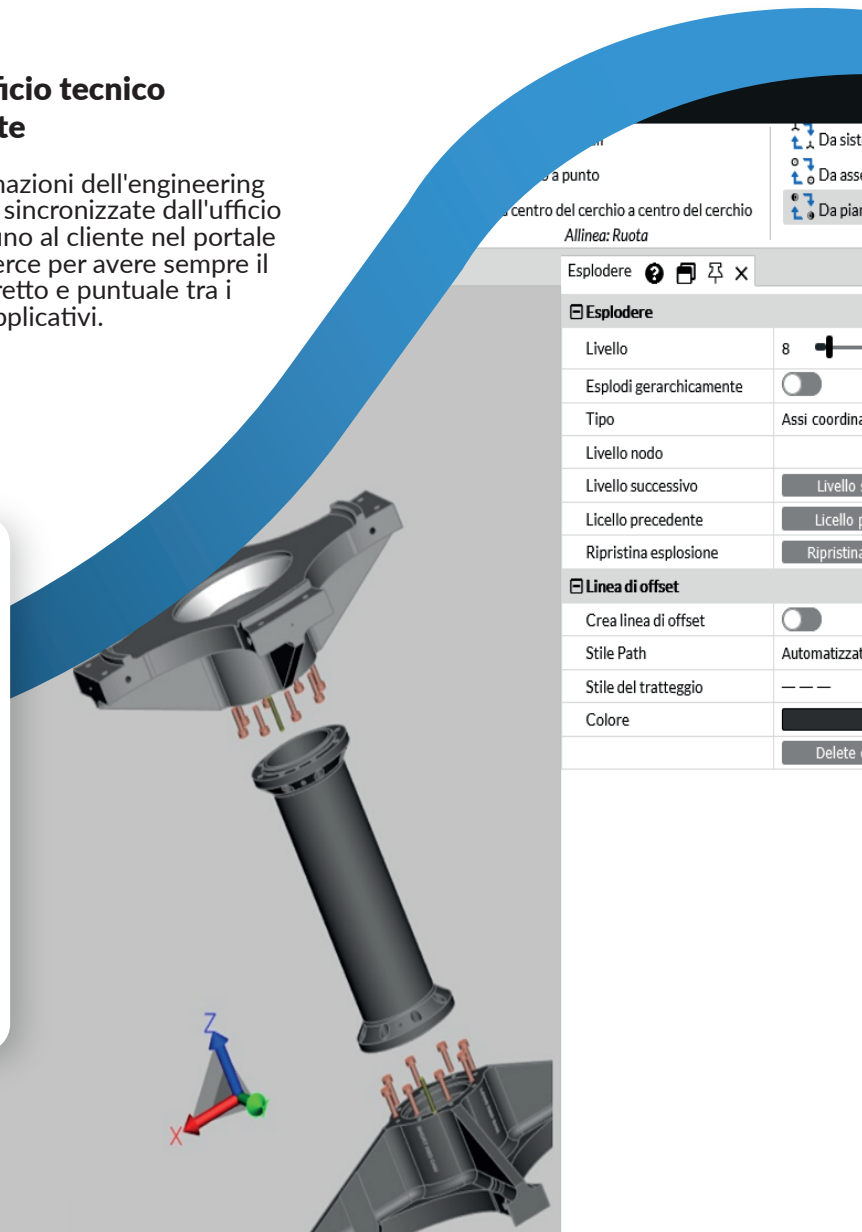 ficio tecnico
te
nazioni dell'engineering
sincronizzate dall'ufficio
uno al cliente nel portale
erce per avere sempre il
retto e puntuale tra i
pplicativi.
a punto
centro del cerchio a centro del cerchio
Allinea: Ruota
Da sist
Da asse
Da pian
Esplodere
Esplodere
Livello 8
Esplodi gerarchicamente
Tipo Assi coordina
Livello nodo
Livello successivo Livello s
Licello precedente Licello p
Ripristina esplosione Ripristina
Linea di offset
Crea linea di offset
Stile Path Automatizzat
Stile del tratteggio
Colore
Delete
Z
X